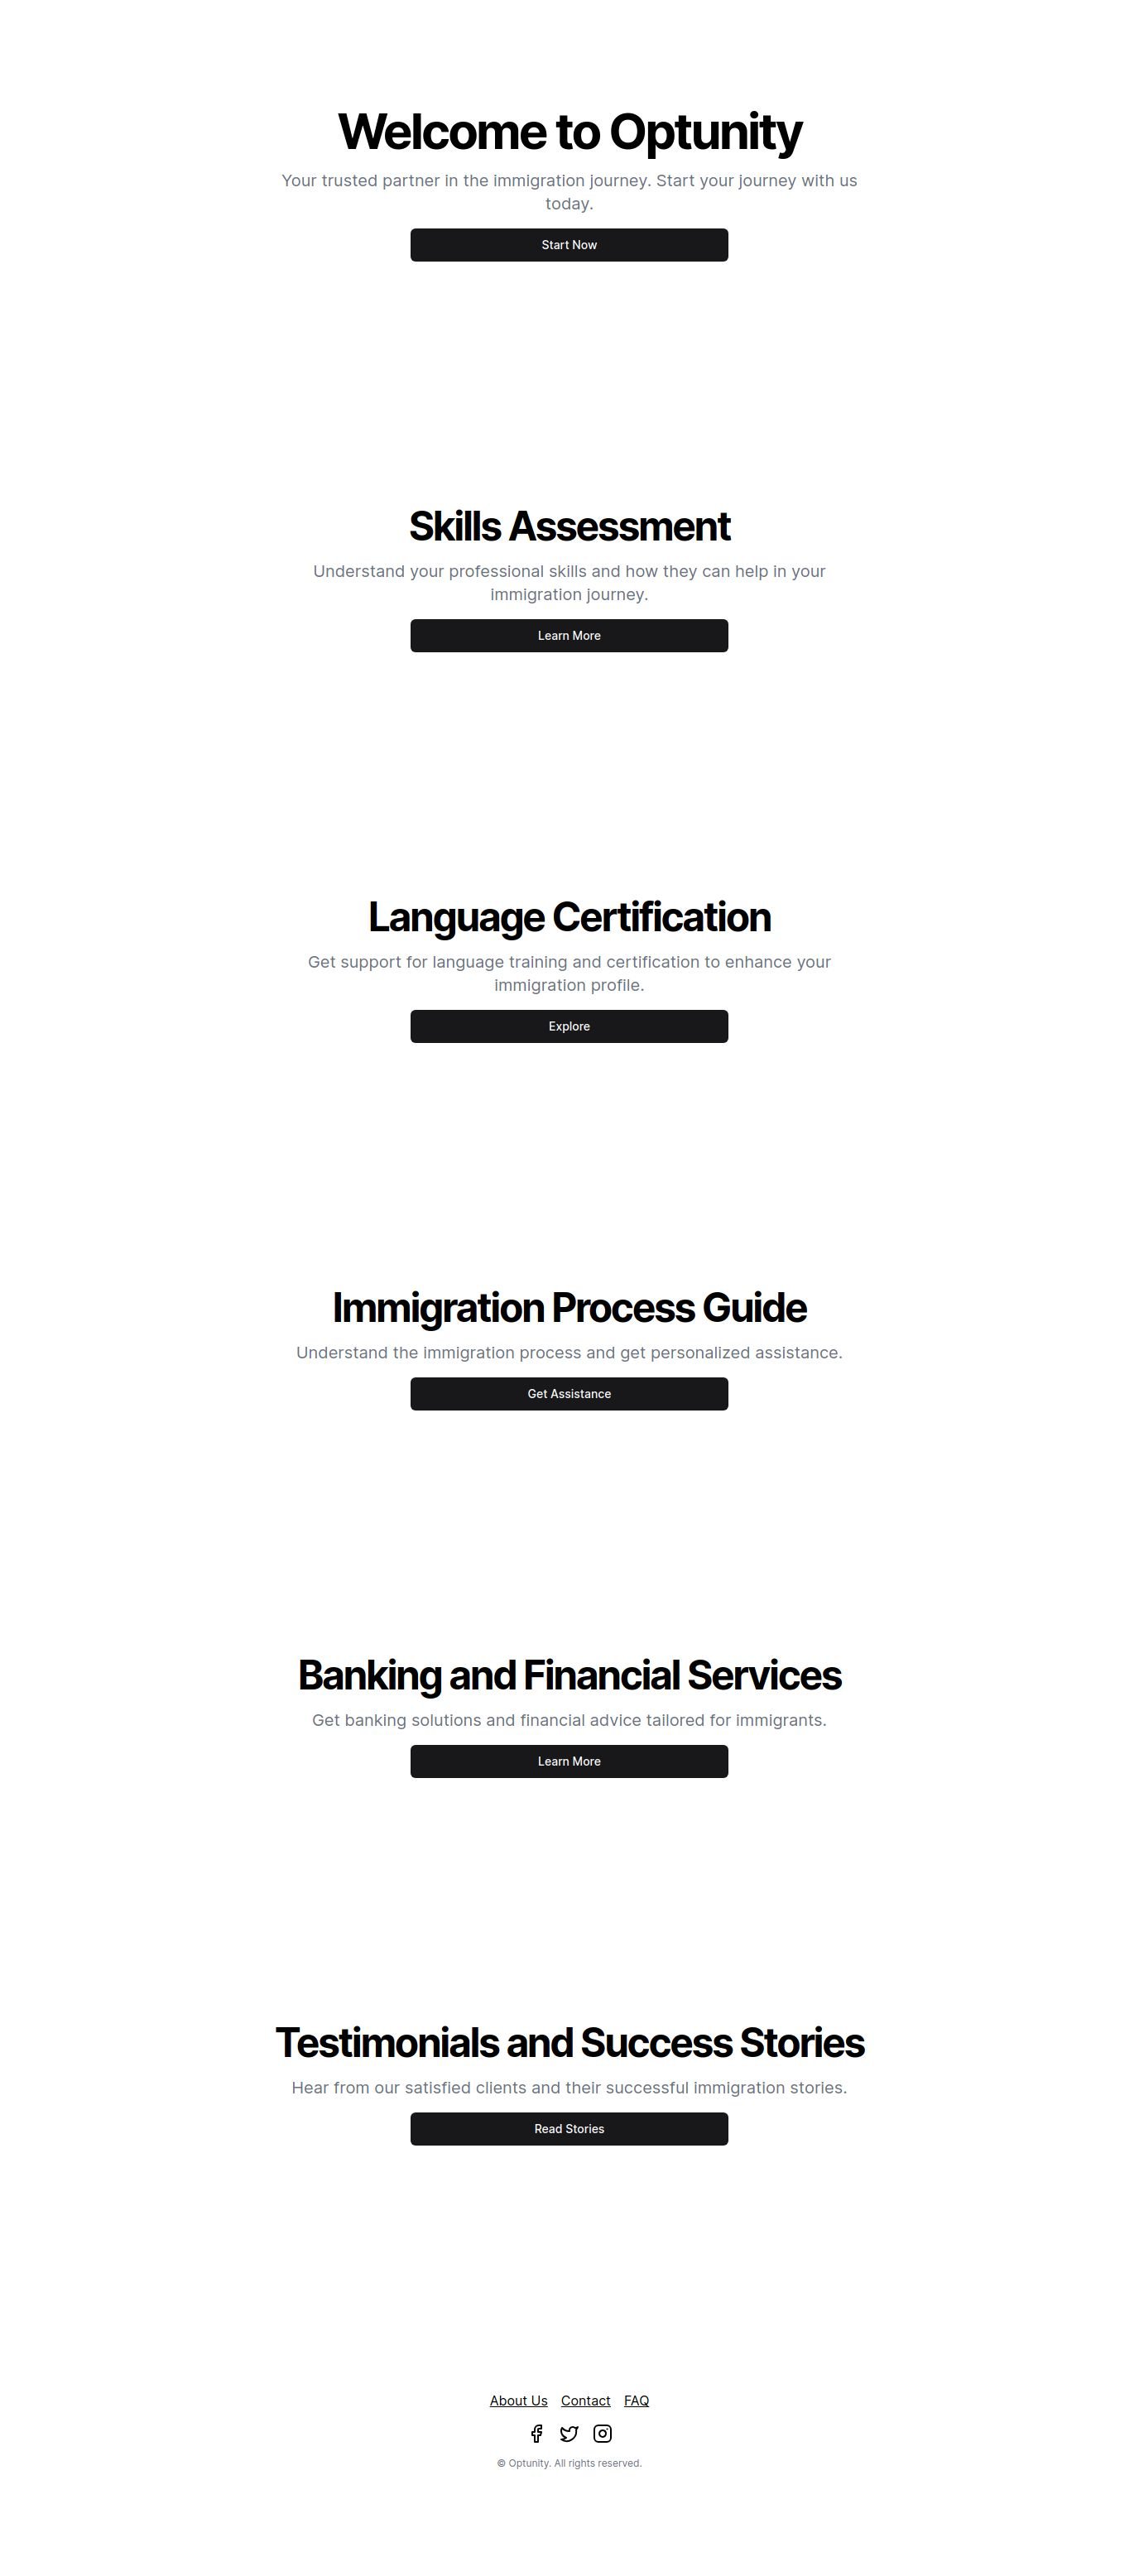 Welcome to Optunity
Your trusted partner in the immigration journey. Start your journey with us
today.
Start Now
Skills Assessment
Understand your professional skills and how they can help in your
immigration journey.
Learn More
Language Certification
Get support for language training and certification to enhance your
immigration profile.
Explore
Immigration Process Guide
Understand the immigration process and get personalized assistance.
Get Assistance
Banking and Financial Services
Get banking solutions and financial advice tailored for immigrants.
Learn More
Testimonials and Success Stories
Hear from our satisfied clients and their successful immigration stories.
Read Stories
About Us Contact FAQ
© Optunity. All rights reserved.